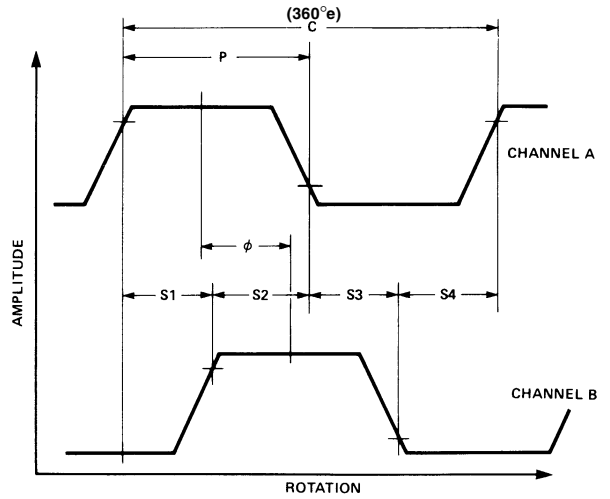 (360°e)
C
P
CHANNEL A
ϕ
S1 S2 S3 S4
AMPLITUDE
CHANNEL B
ROTATION